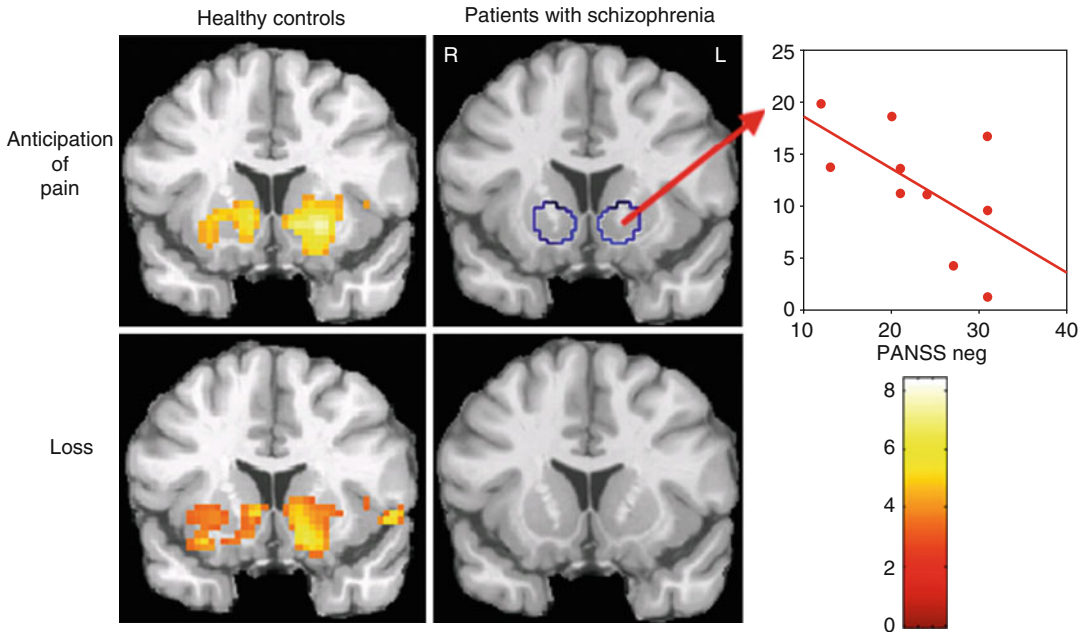 Healthy controls
Patients with schizophrenia
R
L
Anticipation
of
pain
Loss
25
20
15
10
5
0
10
20
30
40
PANSS neg
8
6
4
2
0